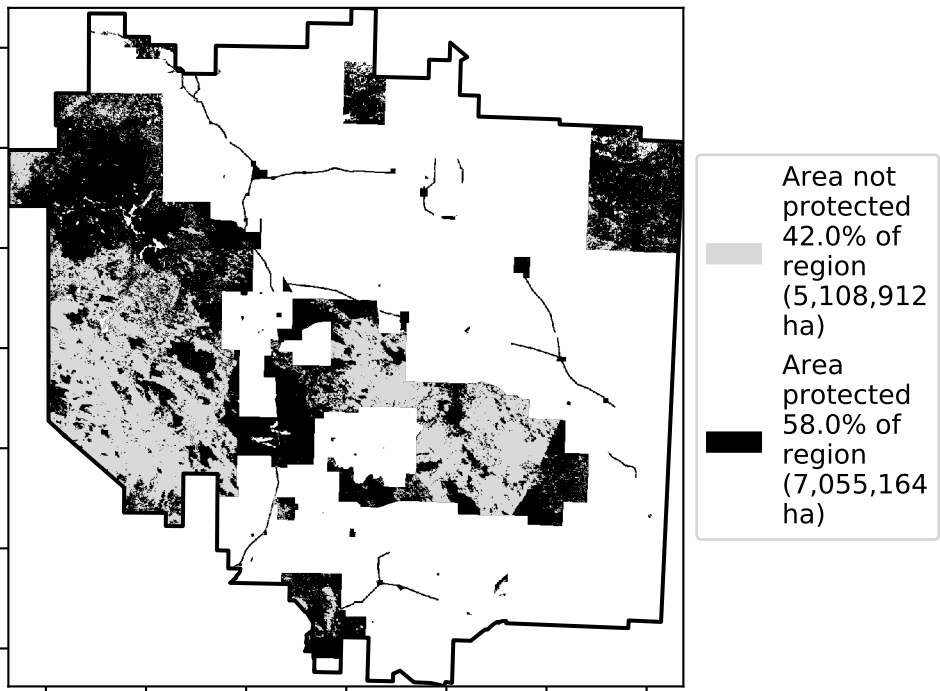 Area not
protected
42.0% of
region
(5,108,912
ha)
Area
protected
58.0% of
region
(7,055,164
ha)